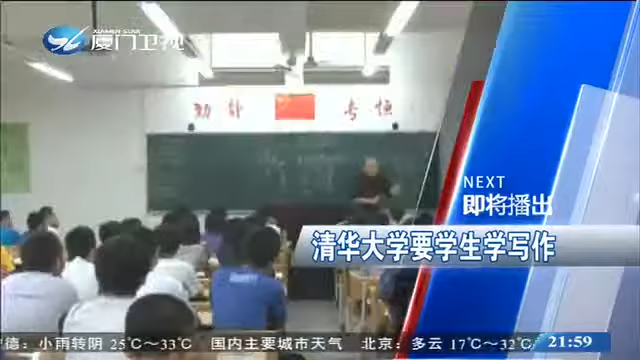 XIAMEN STAR
厦门卫视
NEXT
即将播出
清华大学要学生学写作
德：小雨转阴 25℃～33℃ 国内主要城市天气 北京：多云 17℃～32℃
21:59